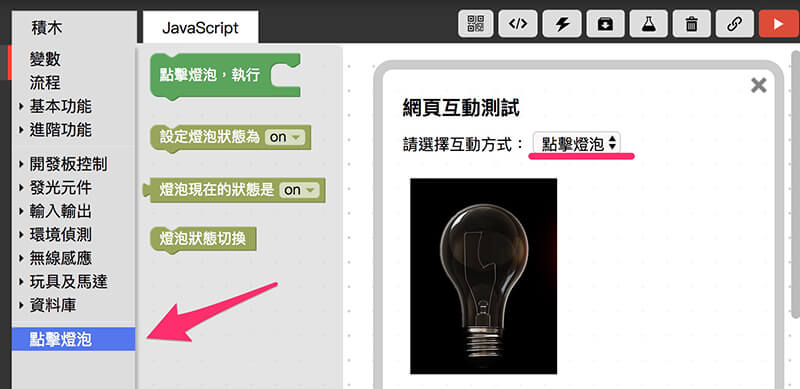 積木
JavaScript
變數
流程
基本功能
進階功能
開發板控制
發光元件
輸入輸出
環境偵測
無線感應
玩具及馬達
資料庫
點擊燈泡
點擊燈泡，執行
設定燈泡狀態為 on
燈泡現在的狀態是 on
燈泡狀態切換
網頁互動測試
請選擇互動方式： 點擊燈泡